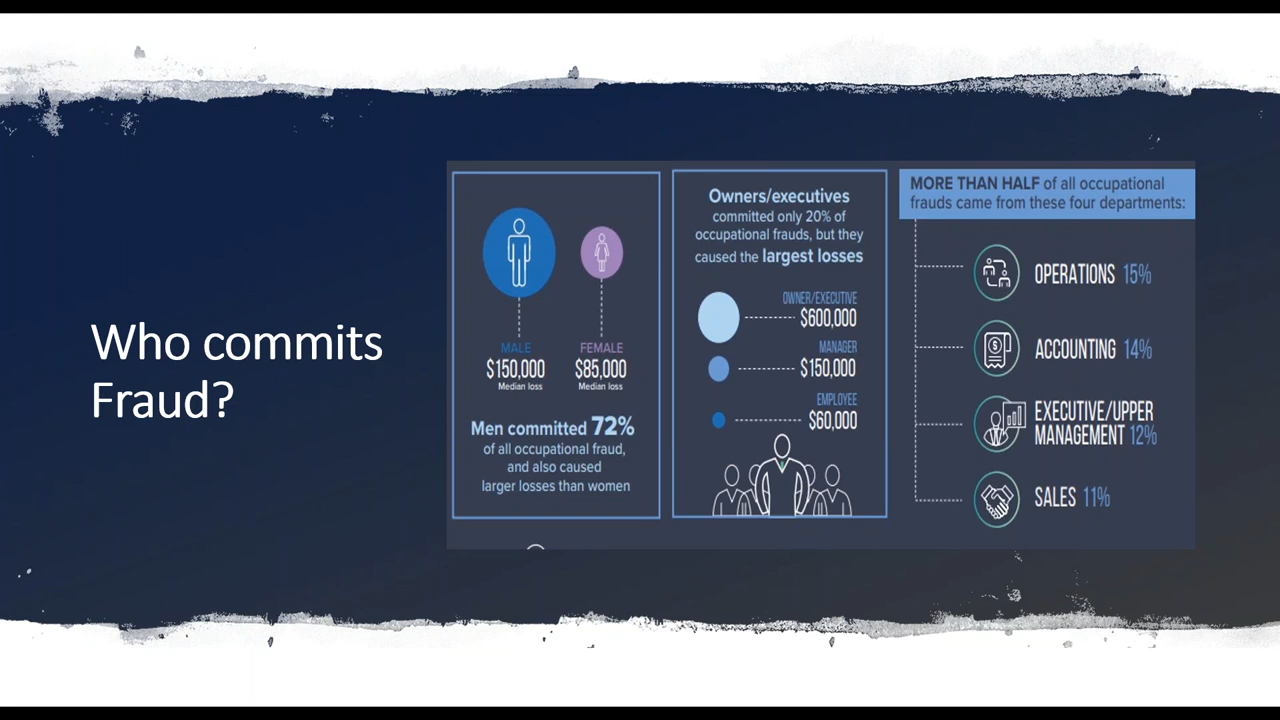 Who commits
Fraud?
MALE
$150,000
Median loss
FEMALE
$85,000
Median loss
Men committed 72%
of all occupational fraud,
and also caused
larger losses than women
Owners/executives
committed only 20% of
occupational frauds, but they
caused the largest losses
OWNER/EXECUTIVE
$600,000
MANAGER
$150,000
EMPLOYEE
$60,000
MORE THAN HALF of all occupational
frauds came from these four departments:
OPERATIONS 15%
ACCOUNTING 14%
EXECUTIVE/UPPER
MANAGEMENT 12%
SALES 11%